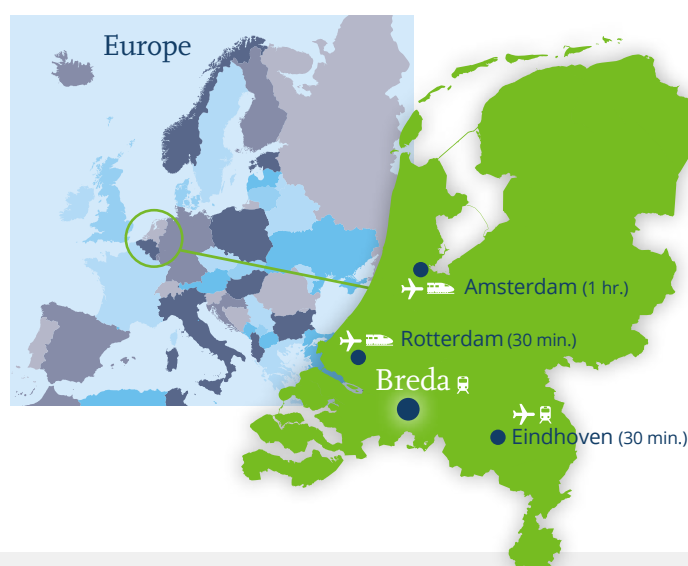 Europe
Amsterdam (1 hr.)
Rotterdam (30 min.)
Breda
Eindhoven (30 min.)